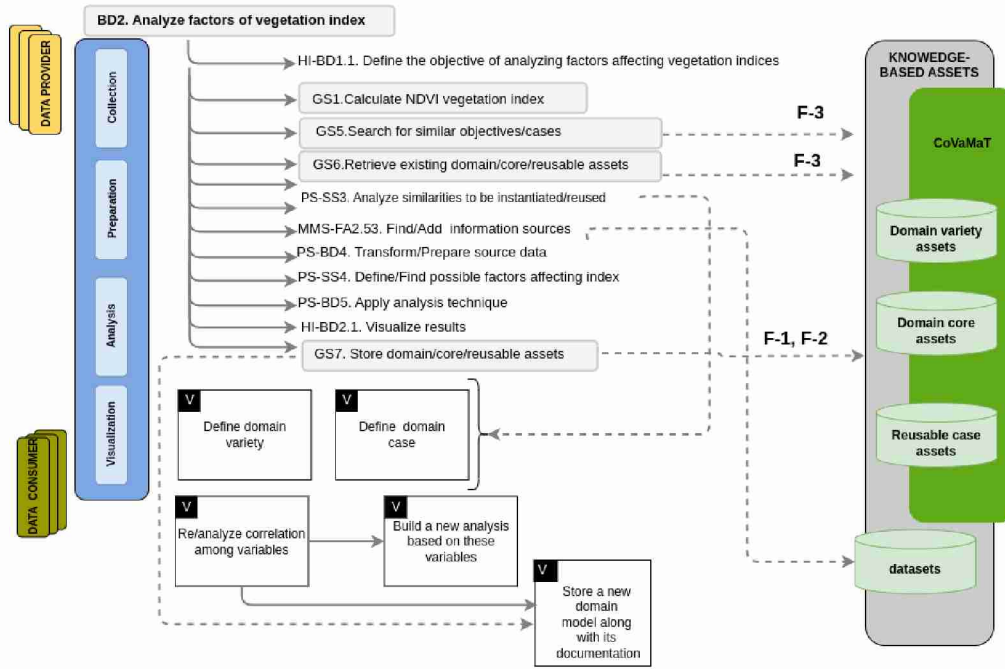 BD2. Analyze factors of vegetation index
DATA PROVIDER
Collection
Preparation
Analysis
Visualization
DATA CONSUMER
HI-BD1.1. Define the objective of analyzing factors affecting vegetation indices
GS1.Calculate NDVI vegetation index
GS5.Search for similar objectives/cases
GS6.Retrieve existing domain/core/reusable assets
PS-SS3. Analyze similarities to be instantiated/reused
MMS-FA2.53. Find/Add information sources
PS-BD4. Transform/Prepare source data
PS-SS4. Define/Find possible factors affecting index
PS-BD5. Apply analysis technique
HI-BD2.1. Visualize results
GS7. Store domain/core/reusable assets
F-3
F-3
F-1, F-2
V
Define domain
variety
V
Define domain
case
V
Re/analyze correlation
among variables
V
Build a new analysis
based on these
variables
V
Store a new
domain
model along
with its
documentation
KNOWLEDGE-
BASED ASSETS
CoVaMaT
Domain variety
assets
Domain core
assets
Reusable case
assets
datasets